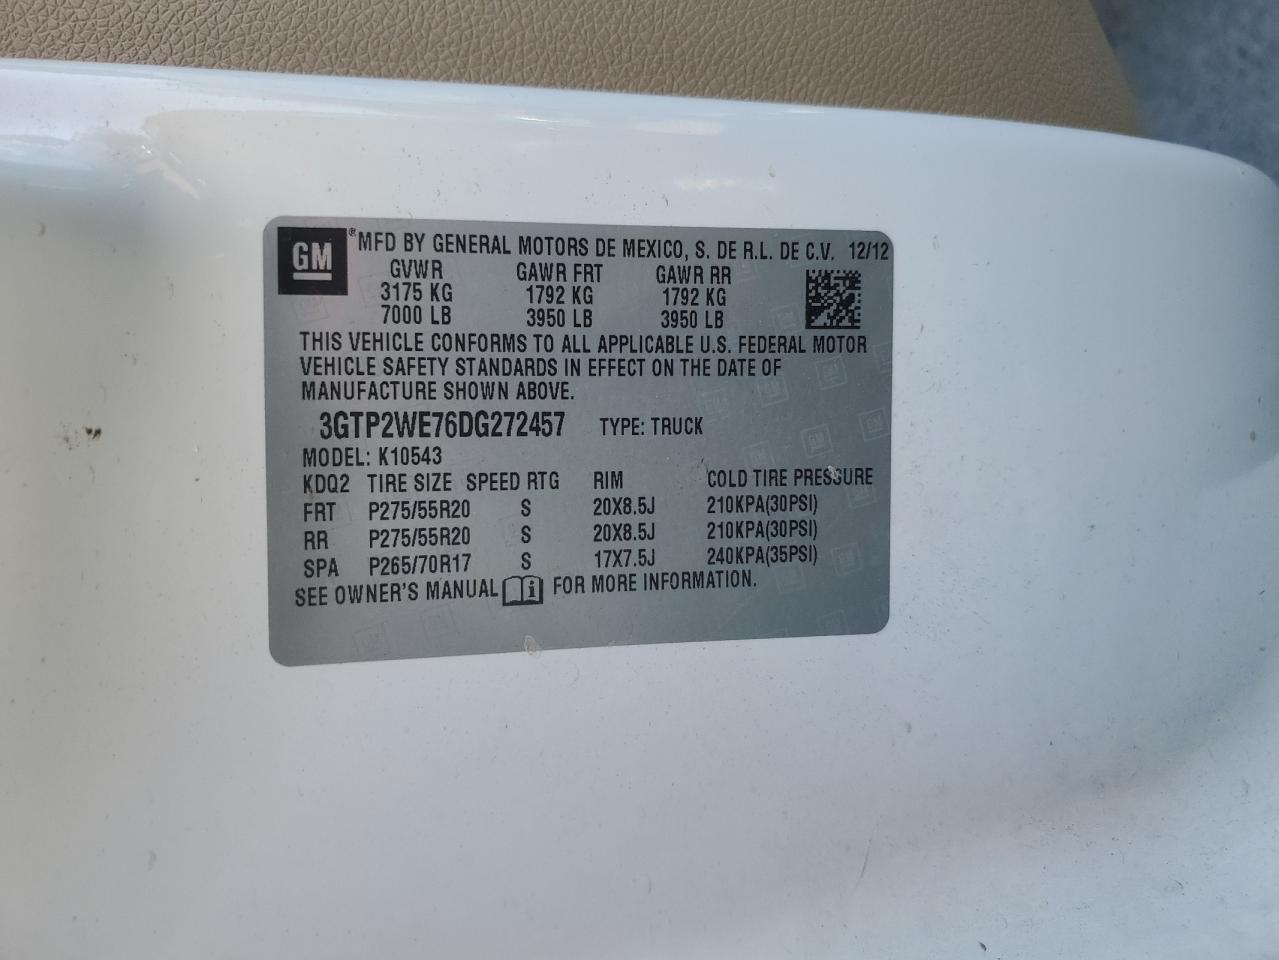 GM ® MFD BY GENERAL MOTORS DE MEXICO, S. DE R.L. DE C.V. 12/12
GVWR GAWR FRT GAWR RR
3175 KG 1792 KG 1792 KG
7000 LB 3950 LB 3950 LB
THIS VEHICLE CONFORMS TO ALL APPLICABLE U.S. FEDERAL MOTOR
VEHICLE SAFETY STANDARDS IN EFFECT ON THE DATE OF
MANUFACTURE SHOWN ABOVE.
3GTP2WE76DG272457 TYPE: TRUCK
MODEL: K10543
KDQ2 TIRE SIZE SPEED RTG RIM COLD TIRE PRESSURE
FRT P275/55R20 S 20X8.5J 210KPA(30PSI)
RR P275/55R20 S 20X8.5J 210KPA(30PSI)
SPA P265/70R17 S 17X7.5J 240KPA(35PSI)
SEE OWNER'S MANUAL i FOR MORE INFORMATION.